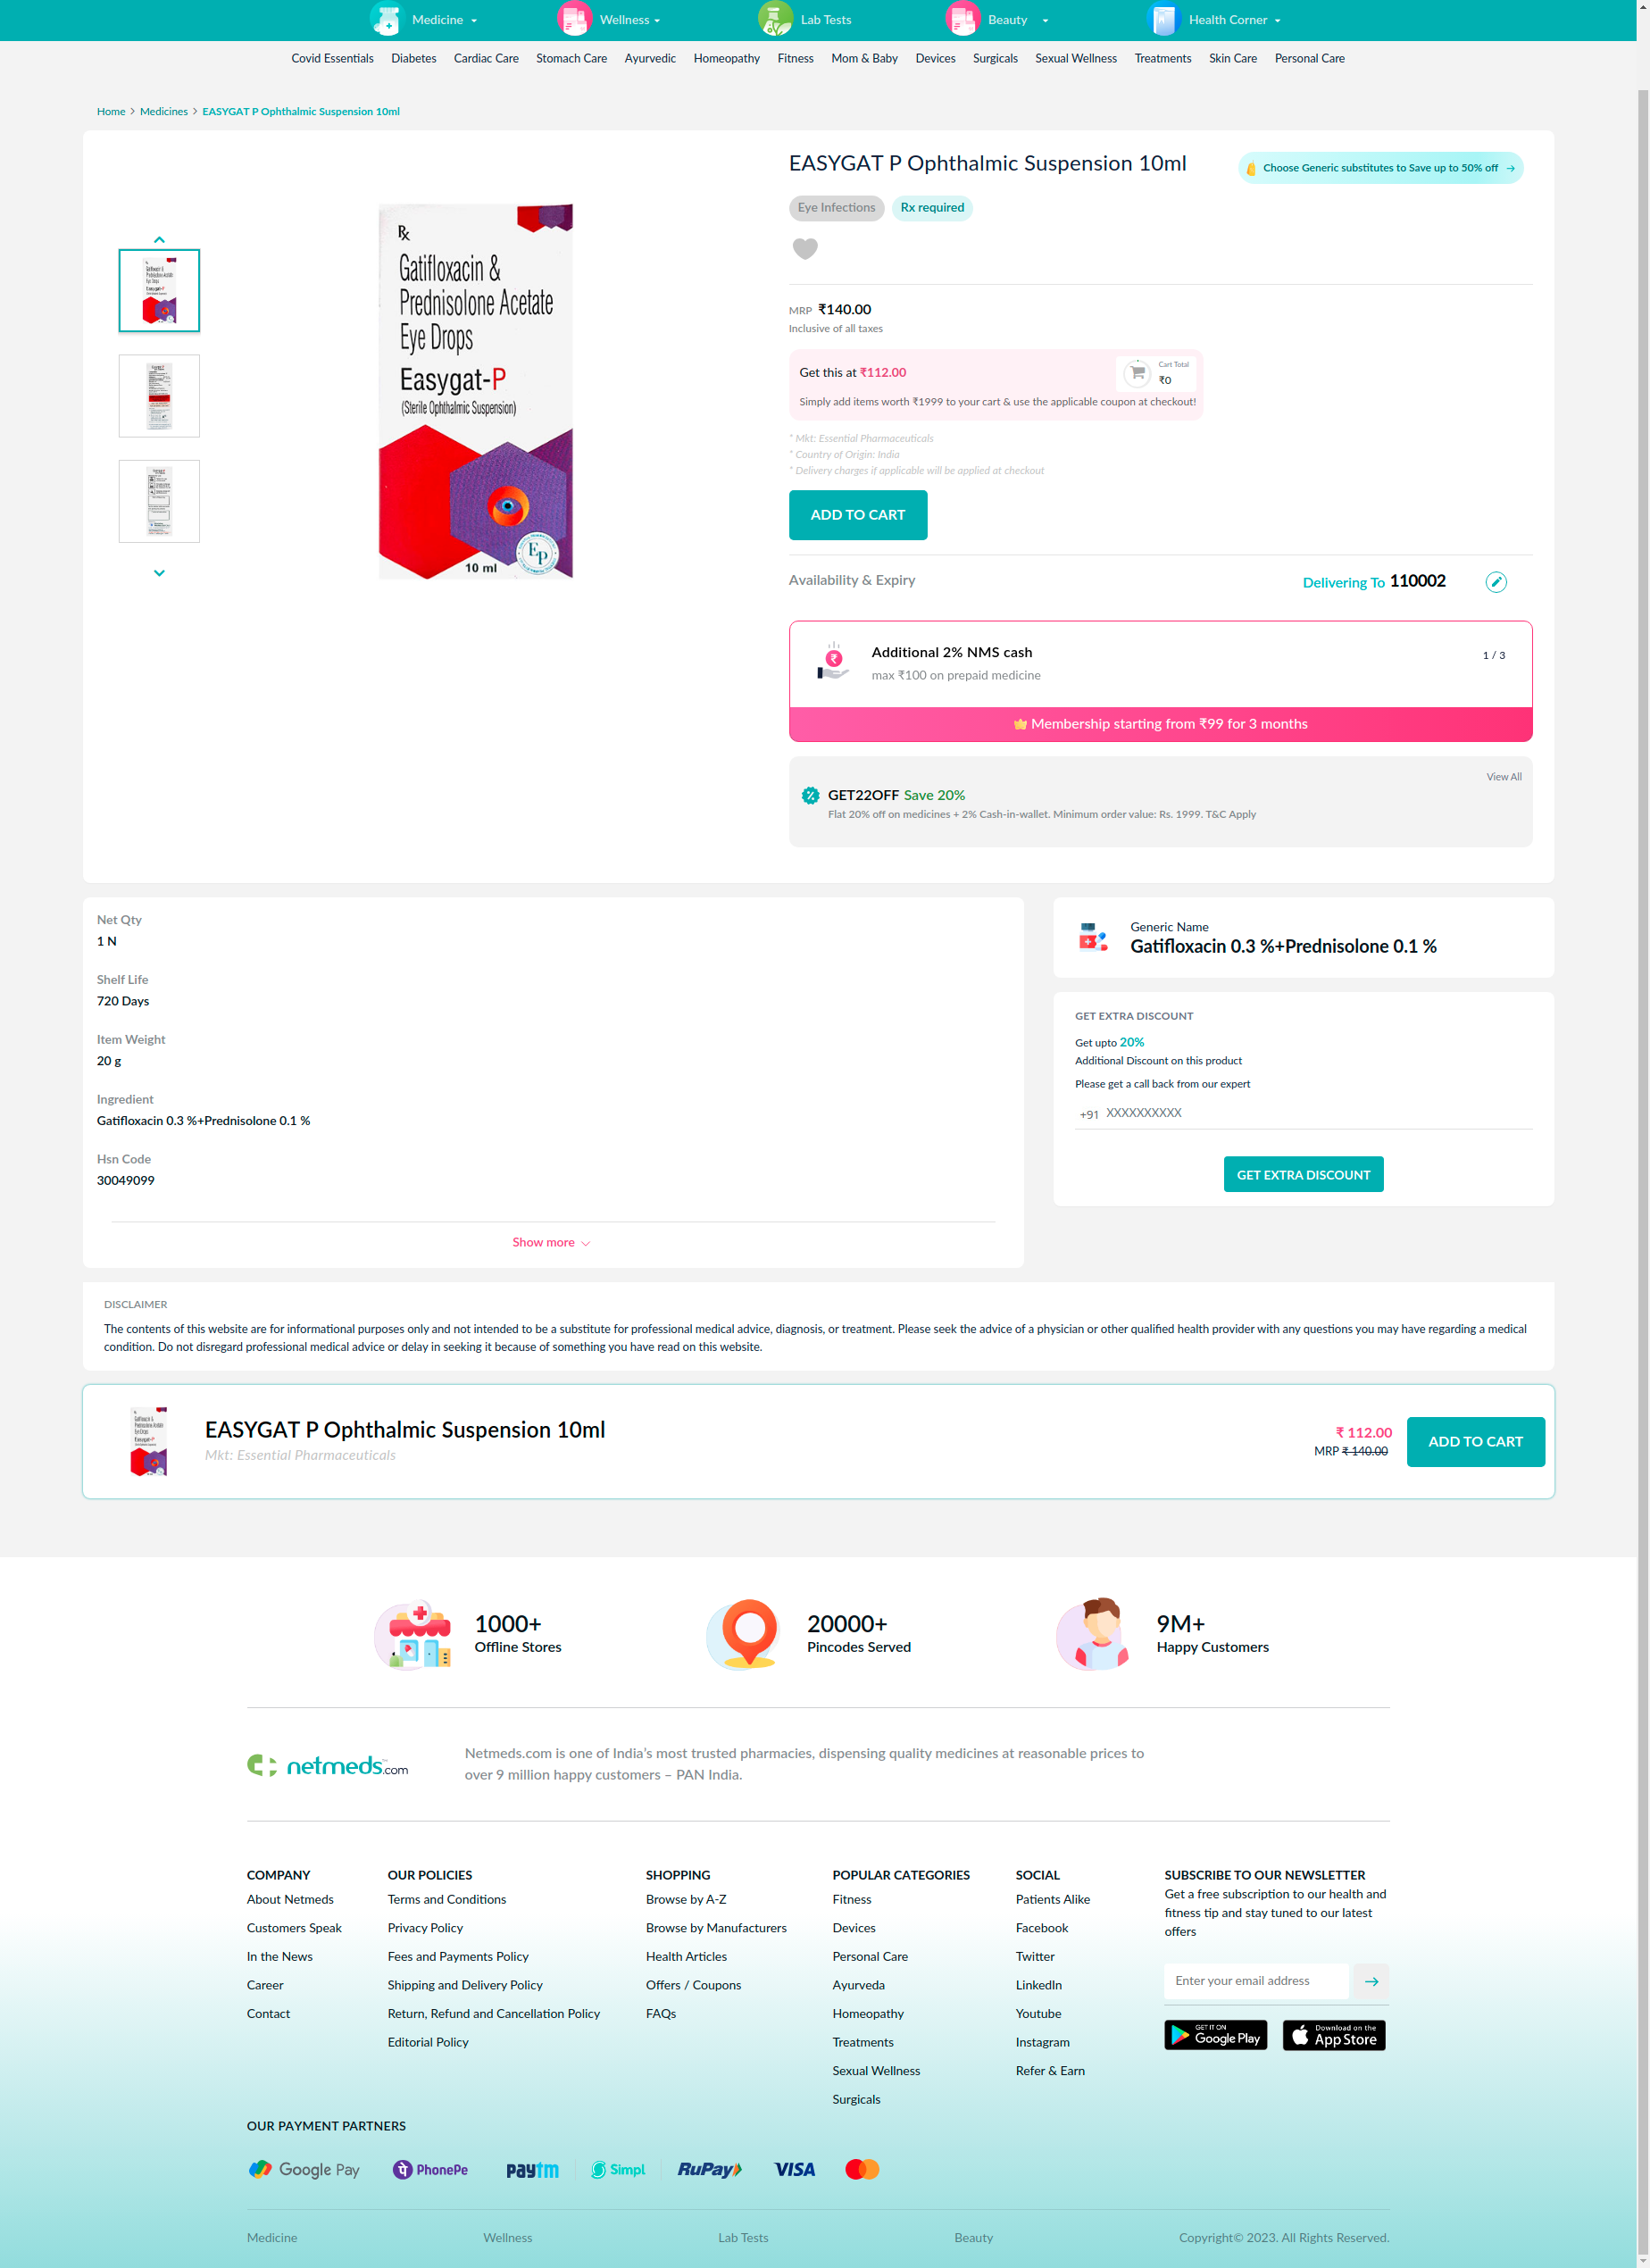 Medicine
Wellness
Lab Tests
Beauty
Health Corner
Covid Essentials
Diabetes
Cardiac Care
Stomach Care
Ayurvedic
Homeopathy
Fitness
Mom & Baby
Devices
Surgicals
Sexual Wellness
Treatments
Skin Care
Personal Care
Home > Medicines > EASYGAT P Ophthalmic Suspension 10ml
EASYGAT P Ophthalmic Suspension 10ml
Choose Generic substitutes to Save up to 50% off →
Eye Infections
Rx required
Rx
Gatifloxacin &
Prednisolone Acetate
Eye Drops
Easygat-P
(Sterile Ophthalmic Suspension)
EP
10 ml
MRP ₹140.00
Inclusive of all taxes
Get this at ₹112.00
Cart Total
₹0
Simply add items worth ₹1999 to your cart & use the applicable coupon at checkout!
* Mkt: Essential Pharmaceuticals
* Country of Origin: India
* Delivery charges if applicable will be applied at checkout
ADD TO CART
Availability & Expiry
Delivering To 110002
Additional 2% NMS cash
1 / 3
max ₹100 on prepaid medicine
Membership starting from ₹99 for 3 months
View All
GET22OFF Save 20%
Flat 20% off on medicines + 2% Cash-in-wallet. Minimum order value: Rs. 1999. T&C Apply
Net Qty
1 N
Shelf Life
720 Days
Item Weight
20 g
Ingredient
Gatifloxacin 0.3 %+Prednisolone 0.1 %
Hsn Code
30049099
Show more
Generic Name
Gatifloxacin 0.3 %+Prednisolone 0.1 %
GET EXTRA DISCOUNT
Get upto 20%
Additional Discount on this product
Please get a call back from our expert
+91 XXXXXXXXXX
GET EXTRA DISCOUNT
DISCLAIMER
The contents of this website are for informational purposes only and not intended to be a substitute for professional medical advice, diagnosis, or treatment. Please seek the advice of a physician or other qualified health provider with any questions you may have regarding a medical
condition. Do not disregard professional medical advice or delay in seeking it because of something you have read on this website.
EASYGAT P Ophthalmic Suspension 10ml
Mkt: Essential Pharmaceuticals
₹ 112.00
MRP ₹ 140.00
ADD TO CART
1000+
Offline Stores
20000+
Pincodes Served
9M+
Happy Customers
netmeds.com
Netmeds.com is one of India's most trusted pharmacies, dispensing quality medicines at reasonable prices to
over 9 million happy customers – PAN India.
COMPANY
About Netmeds
Customers Speak
In the News
Career
Contact
OUR POLICIES
Terms and Conditions
Privacy Policy
Fees and Payments Policy
Shipping and Delivery Policy
Return, Refund and Cancellation Policy
Editorial Policy
SHOPPING
Browse by A-Z
Browse by Manufacturers
Health Articles
Offers / Coupons
FAQs
POPULAR CATEGORIES
Fitness
Devices
Personal Care
Ayurveda
Homeopathy
Treatments
Sexual Wellness
Surgicals
SOCIAL
Patients Alike
Facebook
Twitter
LinkedIn
Youtube
Instagram
Refer & Earn
SUBSCRIBE TO OUR NEWSLETTER
Get a free subscription to our health and
fitness tip and stay tuned to our latest
offers
Enter your email address
GET IT ON
Google Play
Download on the
App Store
OUR PAYMENT PARTNERS
Google Pay
PhonePe
paytm
Simpl
RuPay
VISA
Medicine
Wellness
Lab Tests
Beauty
Copyright© 2023. All Rights Reserved.